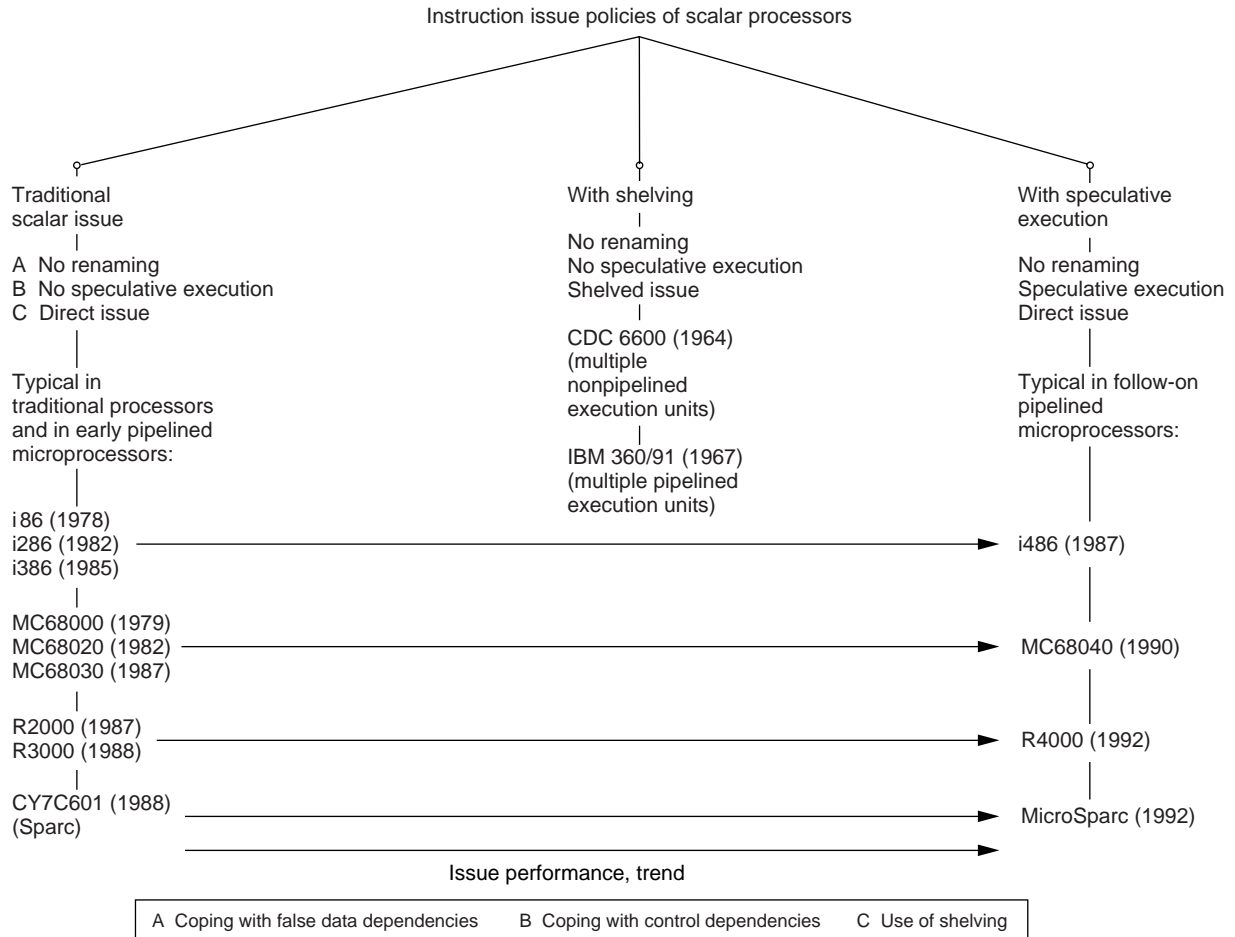 Instruction issue policies of scalar processors
Traditional
scalar issue
A No renaming
B No speculative execution
C Direct issue
Typical in
traditional processors
and in early pipelined
microprocessors:
i86 (1978)
i286 (1982)
i386 (1985)
MC68000 (1979)
MC68020 (1982)
MC68030 (1987)
R2000 (1987)
R3000 (1988)
CY7C601 (1988)
(Sparc)
With shelving
No renaming
No speculative execution
Shelved issue
CDC 6600 (1964)
(multiple
nonpipelined
execution units)
IBM 360/91 (1967)
(multiple pipelined
execution units)
With speculative
execution
No renaming
Speculative execution
Direct issue
Typical in follow-on
pipelined
microprocessors:
i486 (1987)
MC68040 (1990)
R4000 (1992)
MicroSparc (1992)
Issue performance, trend
A Coping with false data dependencies B Coping with control dependencies C Use of shelving